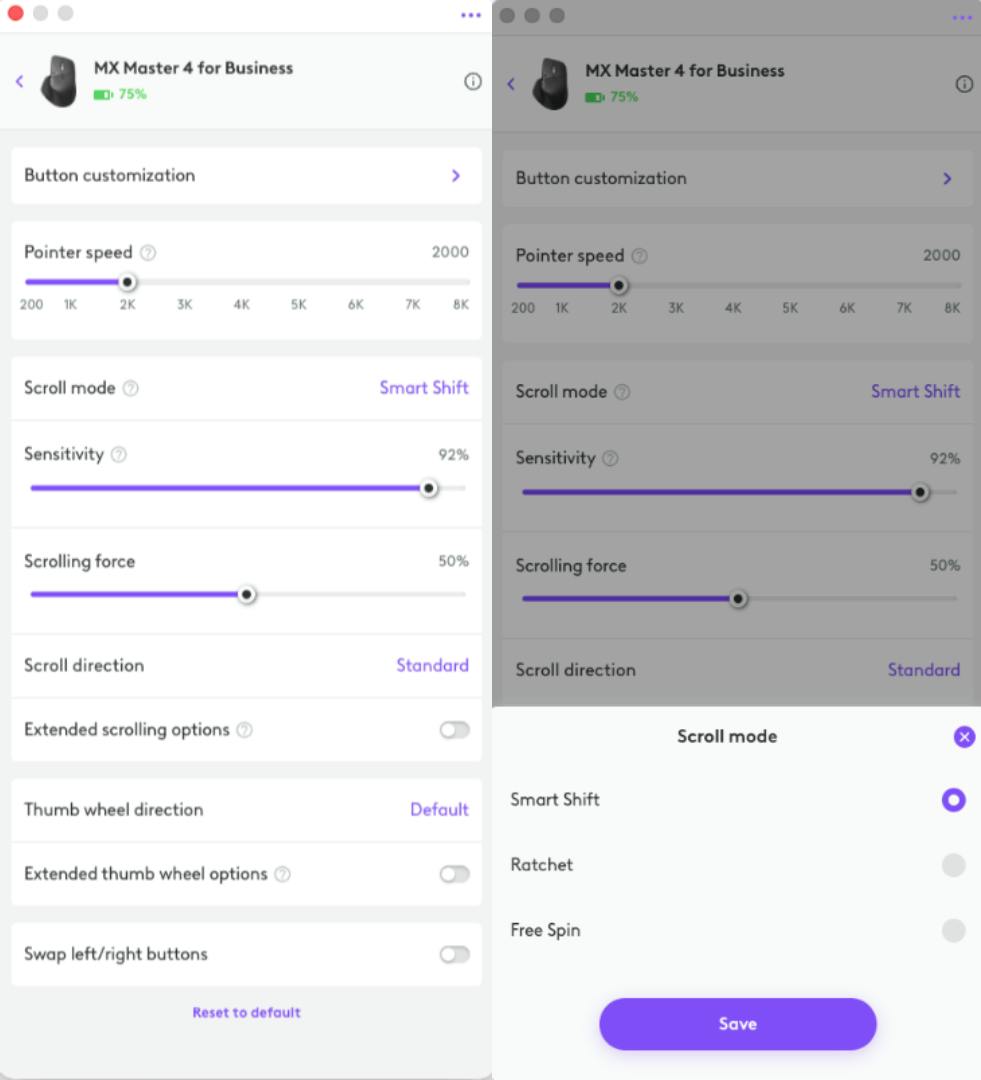 MX Master 4 for Business
75%
Button customization
Pointer speed
2000
200 1K 2K 3K 4K 5K 6K 7K 8K
Scroll mode
Smart Shift
Sensitivity
92%
Scrolling force
50%
Scroll direction
Standard
Extended scrolling options
Thumb wheel direction
Default
Extended thumb wheel options
Swap left/right buttons
Reset to default
MX Master 4 for Business
75%
Button customization
Pointer speed
2000
200 1K 2K 3K 4K 5K 6K 7K 8K
Scroll mode
Smart Shift
Sensitivity
92%
Scrolling force
50%
Scroll direction
Standard
Scroll mode
Smart Shift
Ratchet
Free Spin
Save